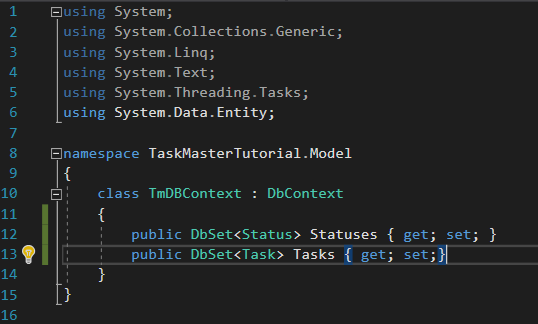 1 using System;
2 using System.Collections.Generic;
3 using System.Linq;
4 using System.Text;
5 using System.Threading.Tasks;
6 using System.Data.Entity;
7
8 namespace TaskMasterTutorial.Model
9 {
10 class TmDBContext : DbContext
11 {
12 public DbSet<Status> Statuses { get; set; }
13 public DbSet<Task> Tasks { get; set;}
14 }
15 }
16